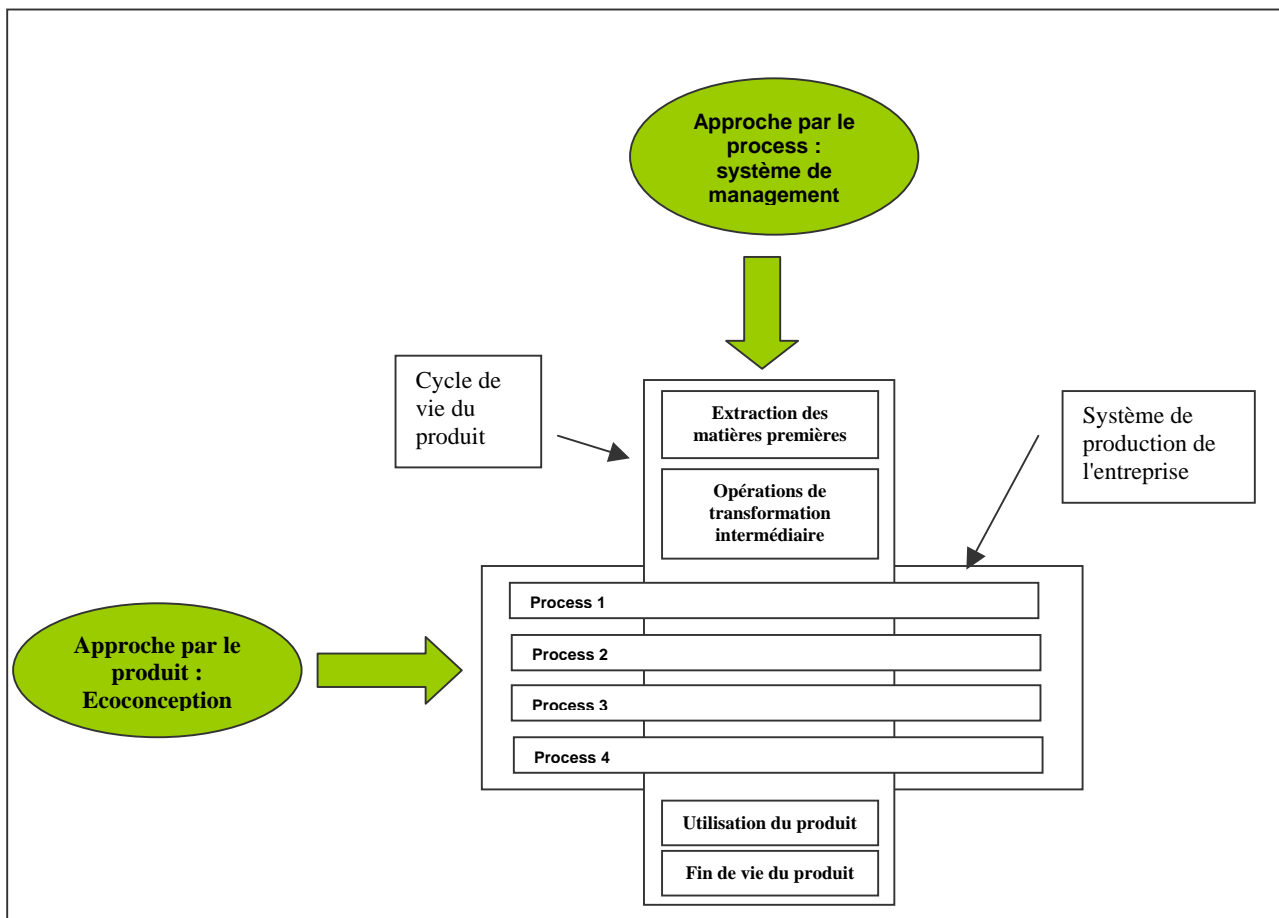 Approche par le
process :
système de
management
Cycle de
vie du
produit
Extraction des
matières premières
Système de
production de
l'entreprise
Opérations de
transformation
intermédiaire
Process 1
Approche par le
produit :
Ecoconception
Process 2
Process 3
Process 4
Utilisation du produit
Fin de vie du produit